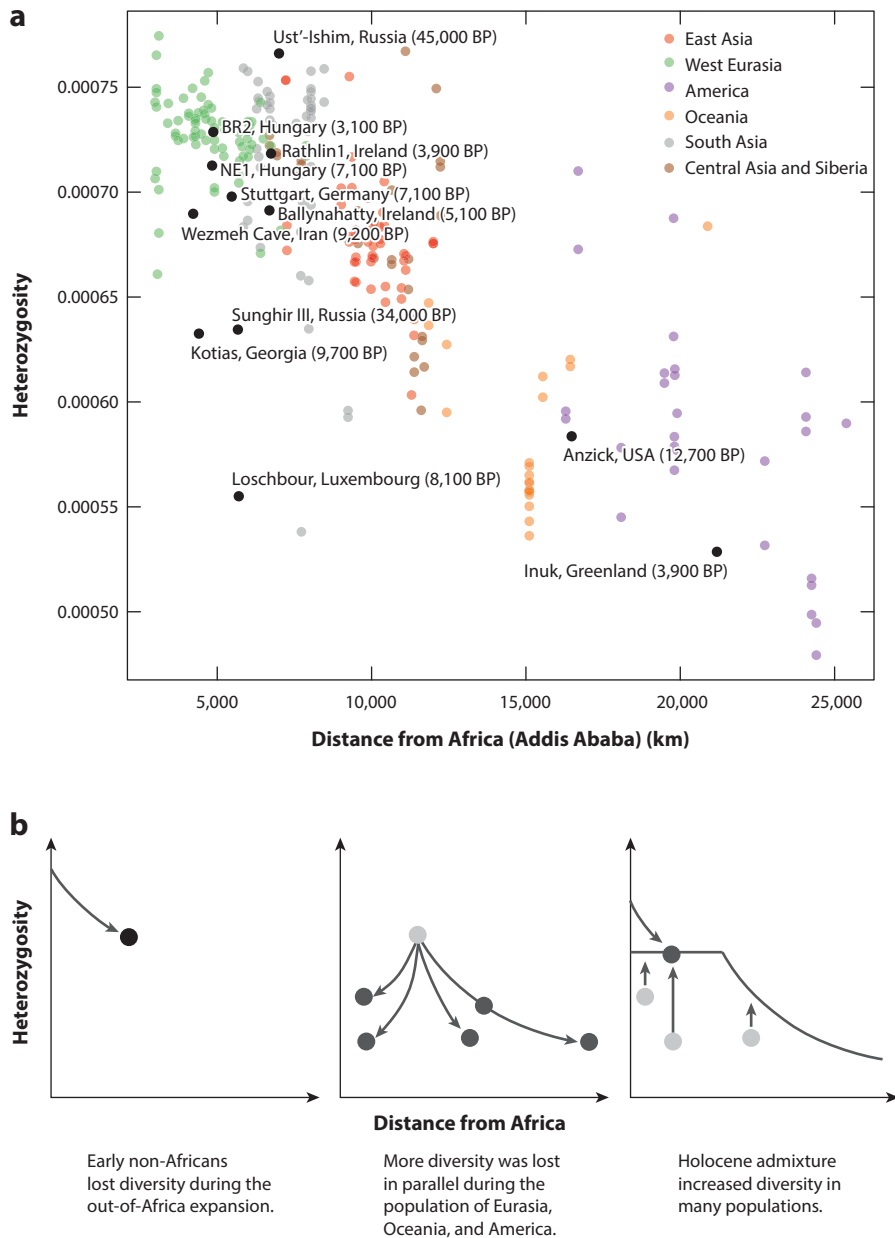 a
Ust'-Ishim, Russia (45,000 BP)
East Asia
West Eurasia
America
Oceania
South Asia
Central Asia and Siberia
0.00075
0.00070
0.00065
0.00060
0.00055
0.00050
Heterozygosity
BR2, Hungary (3,100 BP)
Rathlin1, Ireland (3,900 BP)
NE1, Hungary (7,100 BP)
Stuttgart, Germany (7,100 BP)
Ballynahatty, Ireland (5,100 BP)
Wezmeh Cave, Iran (9,200 BP)
Sunghir III, Russia (34,000 BP)
Kotias, Georgia (9,700 BP)
Anzick, USA (12,700 BP)
Loschbour, Luxembourg (8,100 BP)
Inuk, Greenland (3,900 BP)
5,000
10,000
15,000
20,000
25,000
Distance from Africa (Addis Ababa) (km)
b
Heterozygosity
Distance from Africa
Early non-Africans
lost diversity during the
out-of-Africa expansion.
More diversity was lost
in parallel during the
population of Eurasia,
Oceania, and America.
Holocene admixture
increased diversity in
many populations.